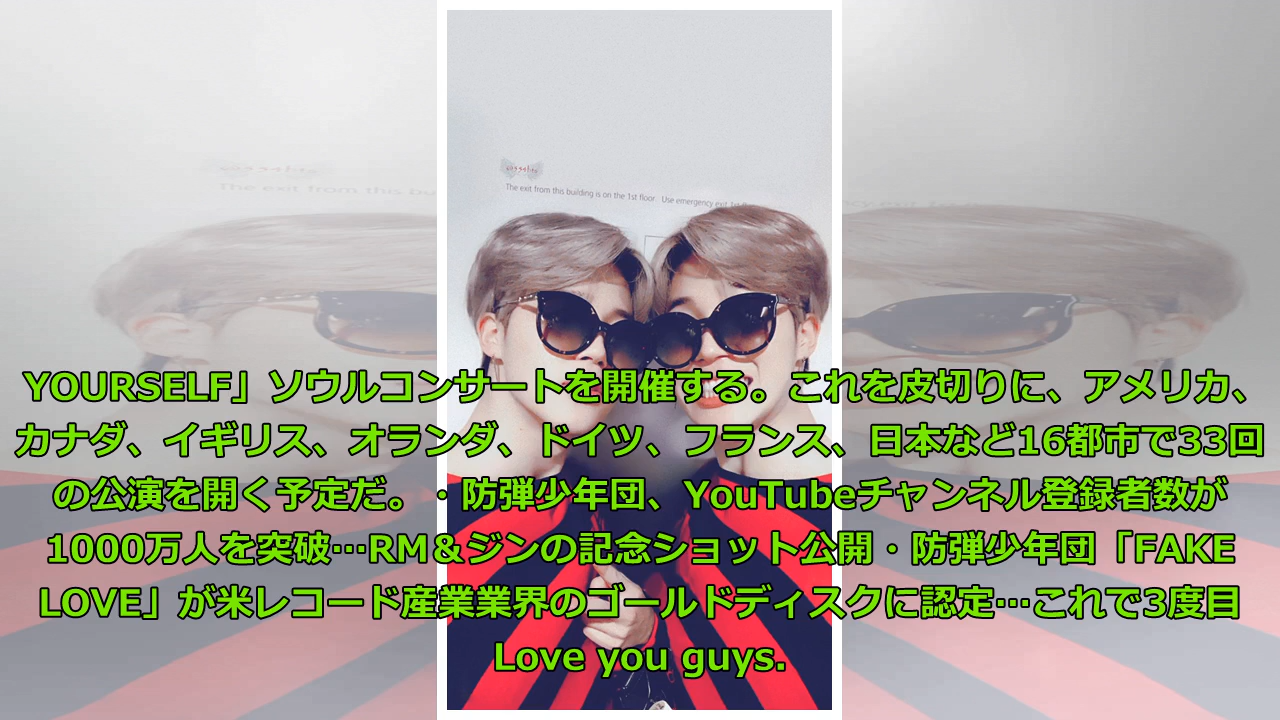 The exit from this building is on the 1st floor. Use emergency exit
YOURSELF」ソウルコンサートを開催する。これを皮切りに、アメリカ、
カナダ、イギリス、オランダ、ドイツ、フランス、日本など16都市で33回
の公演を開く予定だ。・防弾少年団、YouTubeチャンネル登録者数が
1000万人を突破…RM＆ジンの記念ショット公開・防弾少年団「FAKE
LOVE」が米レコード産業業界のゴールドディスクに認定…これで3度目
Love you guys.